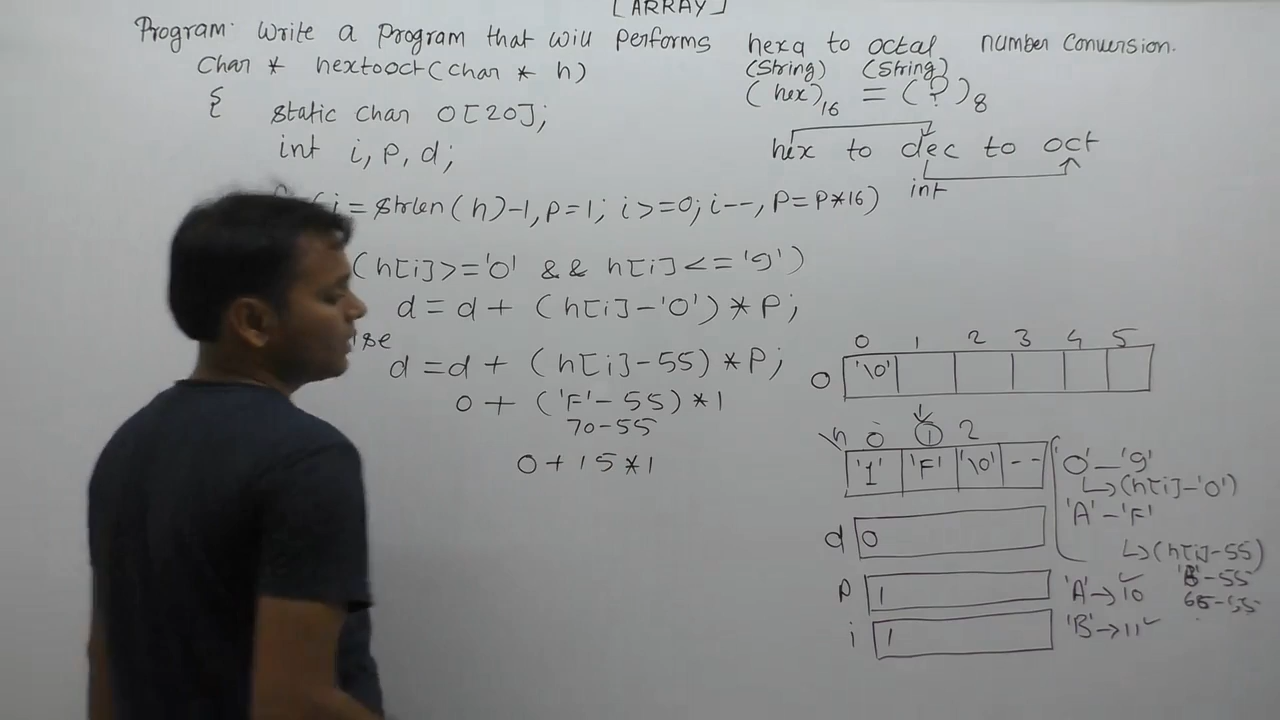 [ARRAY]
Program: Write a program that will performs hexa to octal number conversion.
(string) (string)
char * hextooct(char * h)
(hex)16 = (?)8
{ static char O[20];
int i, p, d;
hex to dec to oct
int
i = strlen(h)-1, p=1; i>=0; i--, p=p*16)
(h[i]>='0' && h[i]<='9')
d = d + (h[i]-'0') * p;
se
d = d + (h[i]-55) * p;
0 + ('F'-55) * 1
70-55
0 + 15 * 1
0 1 2 3 4 5
O '\0'
h 0 1 2
'1' 'F' '\0' --
'0'—'9'
↳(h[i]-'0')
'A'-'F'
↳(h[i]-55)
d 0
p 1
i 1
'A'→10
'B'→11
'B'-55